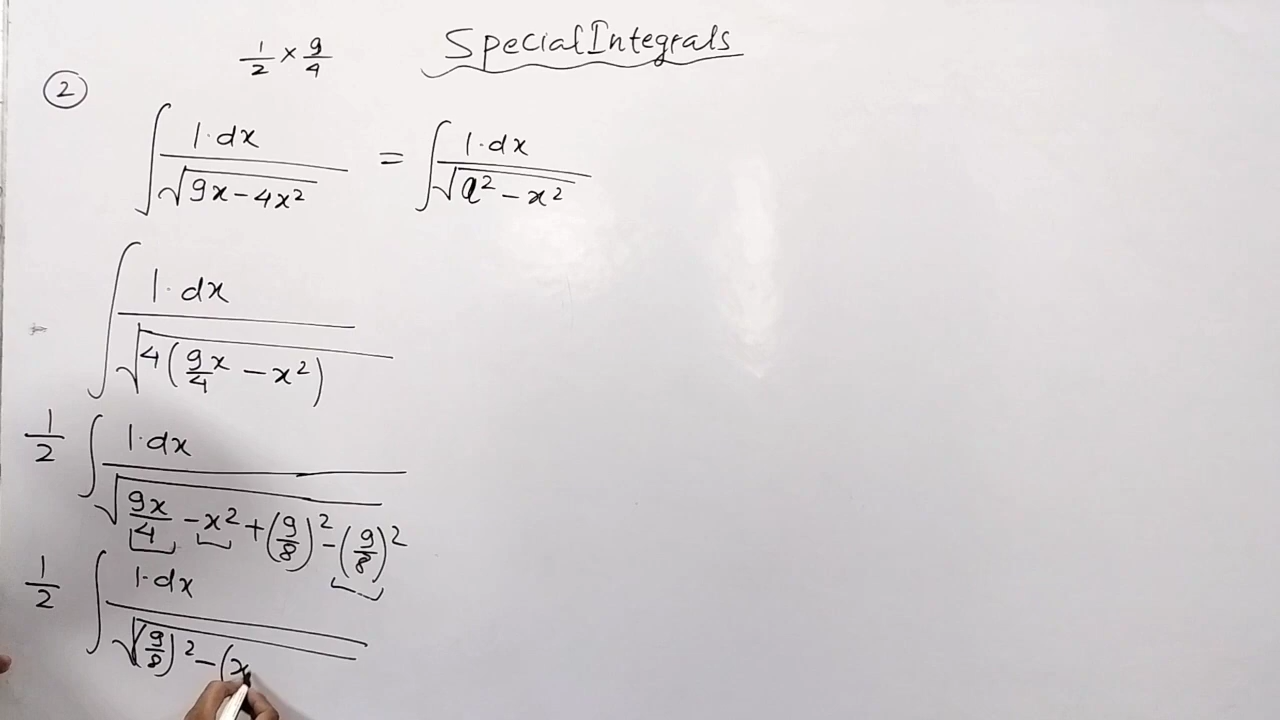 1/2 × 9/4
Special Integrals
②
∫ 1·dx / √(9x − 4x²) = ∫ 1·dx / √(a² − x²)
∫ 1·dx / √(4(9/4 x − x²))
1/2 ∫ 1·dx / √(9x/4 − x² + (9/8)² − (9/8)²)
1/2 ∫ 1·dx / √((9/8)² − (x